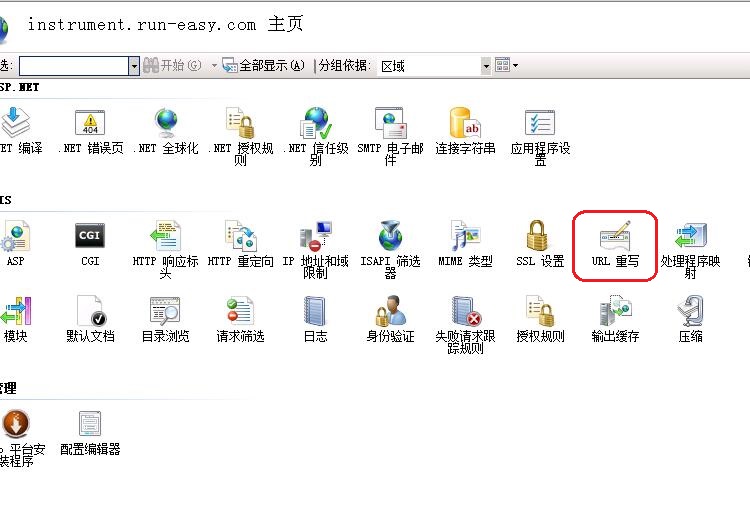 instrument.run-easy.com 主页
选: 开始(G) 全部显示(A) 分组依据: 区域
SP.NET
ET 编译 .NET 错误页 .NET 全球化 .NET 授权规则 .NET 信任级别 SMTP 电子邮件 连接字符串 应用程序设置
404
ab
IS
ASP CGI HTTP 响应标头 HTTP 重定向 IP 地址和域限制 ISAPI 筛选器 MIME 类型 SSL 设置 URL 重写 处理程序映射
CGI
模块 默认文档 目录浏览 请求筛选 日志 身份验证 失败请求跟踪规则 授权规则 输出缓存 压缩
管理
平台安装程序 配置编辑器